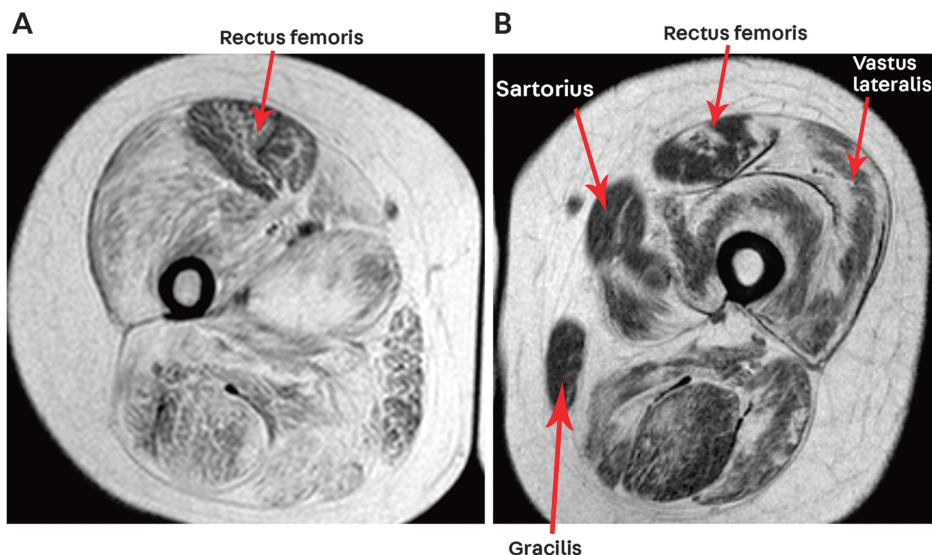 A
Rectus femoris
B
Rectus femoris
Sartorius
Vastus
lateralis
Gracilis